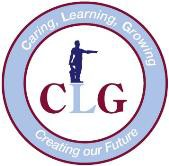 Caring, Learning, Growing
CLG
Creating our Future